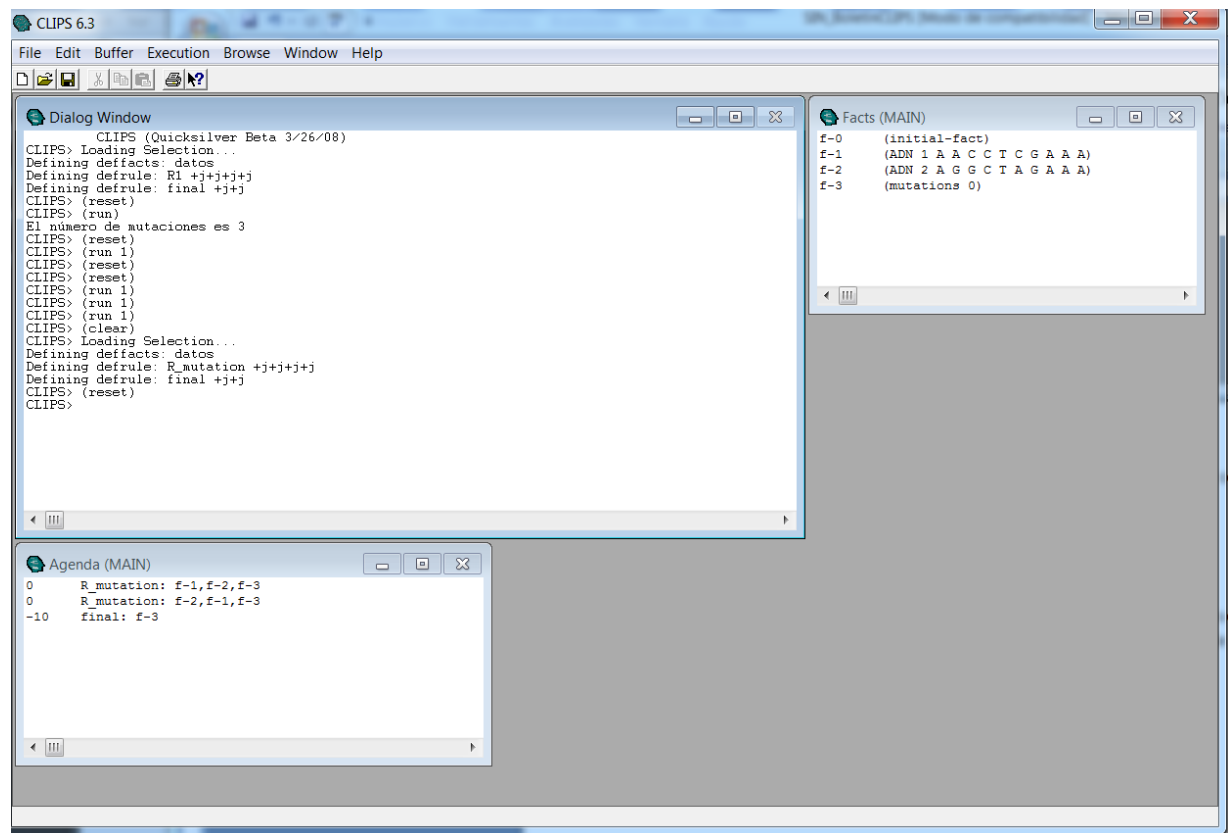 CLIPS 6.3
File Edit Buffer Execution Browse Window Help
Dialog Window
CLIPS (Quicksilver Beta 3/26/08)
CLIPS> Loading Selection...
Defining deffacts: datos
Defining defrule: R1 +j+j+j+j
Defining defrule: final +j+j
CLIPS> (reset)
CLIPS> (run)
El número de mutaciones es 3
CLIPS> (reset)
CLIPS> (run 1)
CLIPS> (reset)
CLIPS> (reset)
CLIPS> (run 1)
CLIPS> (run 1)
CLIPS> (run 1)
CLIPS> (clear)
CLIPS> Loading Selection...
Defining deffacts: datos
Defining defrule: R_mutation +j+j+j+j
Defining defrule: final +j+j
CLIPS> (reset)
CLIPS>
Facts (MAIN)
f-0 (initial-fact)
f-1 (ADN 1 A A C C T C G A A A)
f-2 (ADN 2 A G G C T A G A A A)
f-3 (mutations 0)
Agenda (MAIN)
0 R_mutation: f-1,f-2,f-3
0 R_mutation: f-2,f-1,f-3
-10 final: f-3